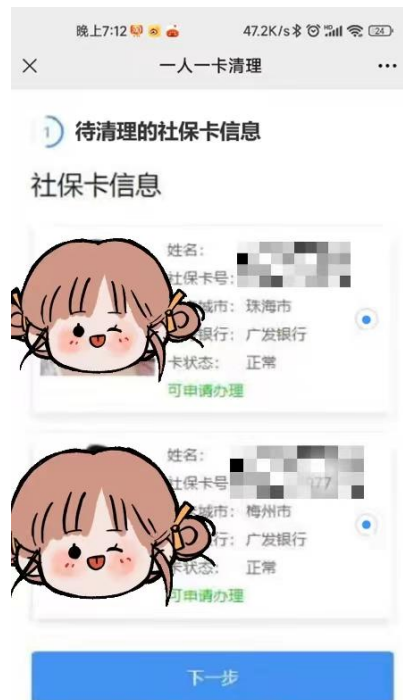 晚上7:12 47.2K/s 24
一人一卡清理
1 待清理的社保卡信息
社保卡信息
姓名：
社保卡号：
城市： 珠海市
银行： 广发银行
卡状态： 正常
可申请办理
姓名：
社保卡号
城市： 梅州市
行： 广发银行
卡状态： 正常
可申请办理
下一步